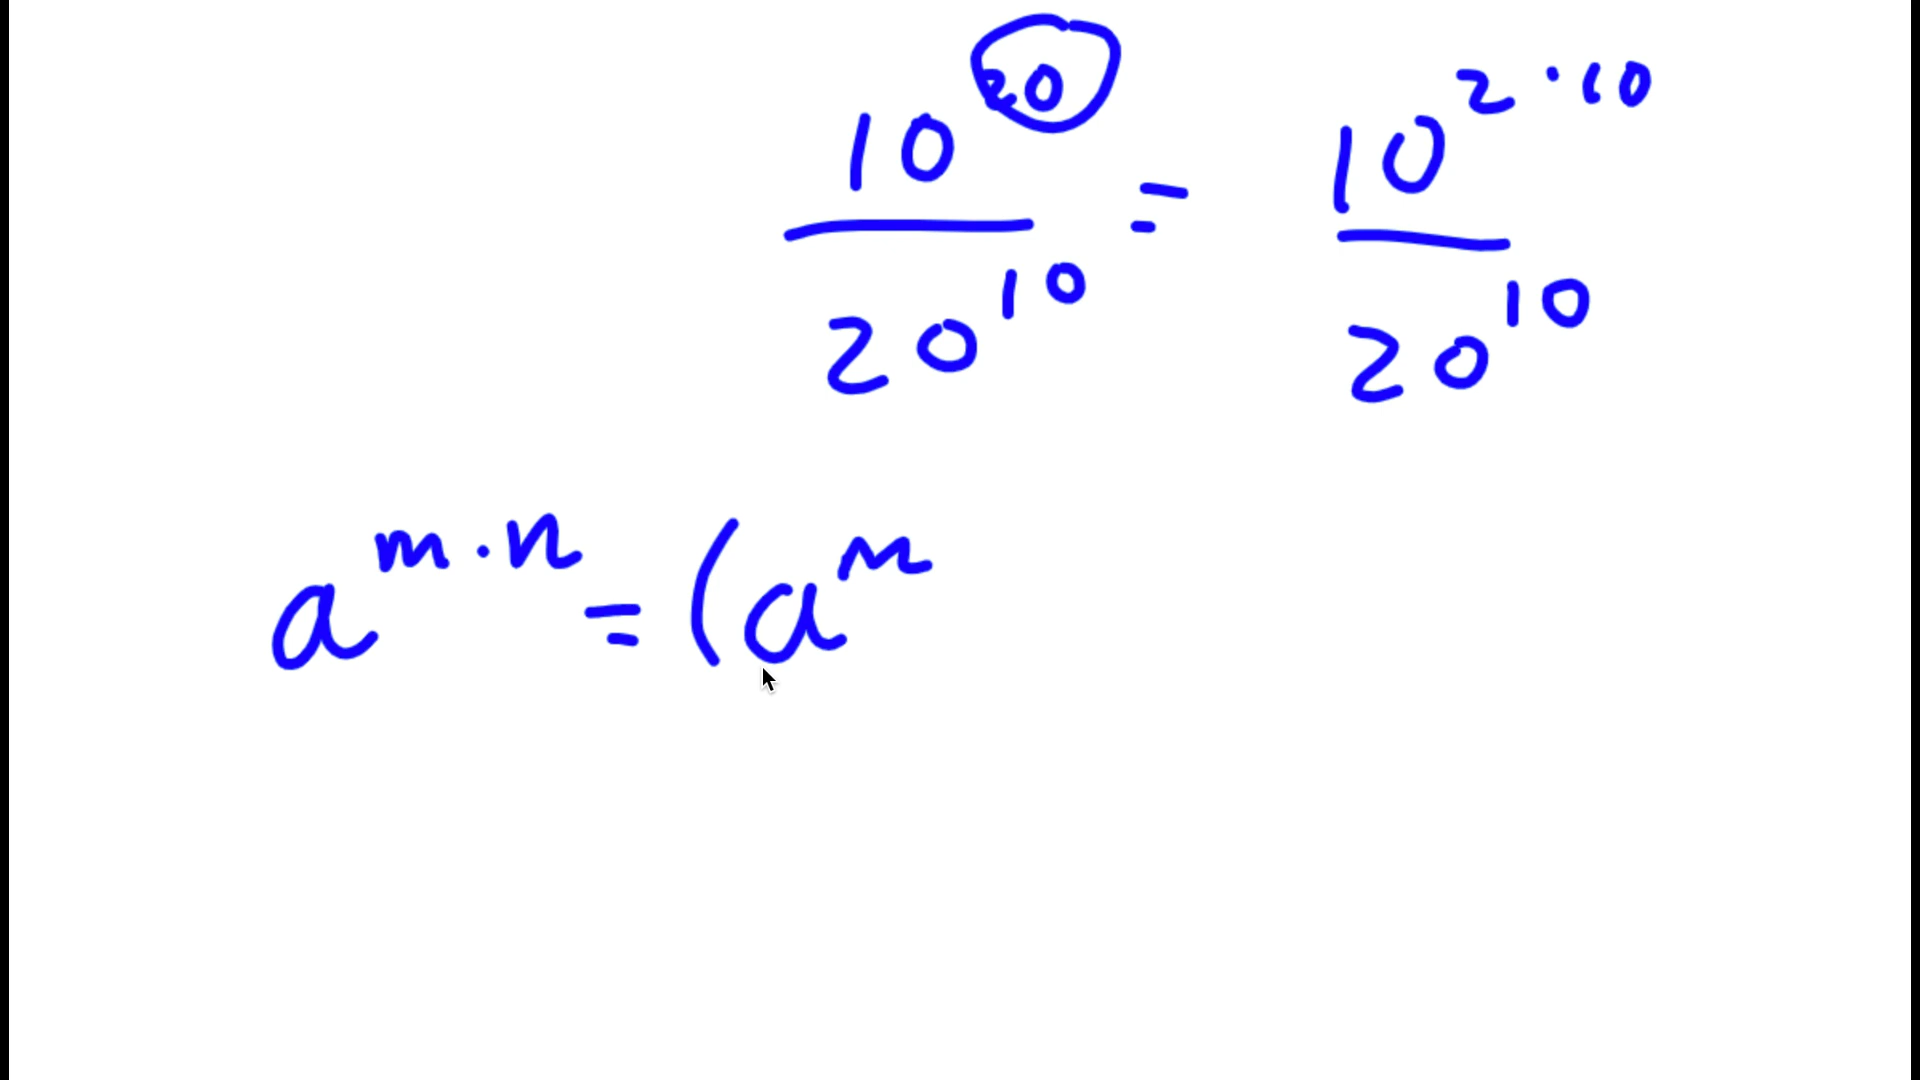 10^20 / 20^10 = 10^2·10 / 20^10
a^m·n = (a^m